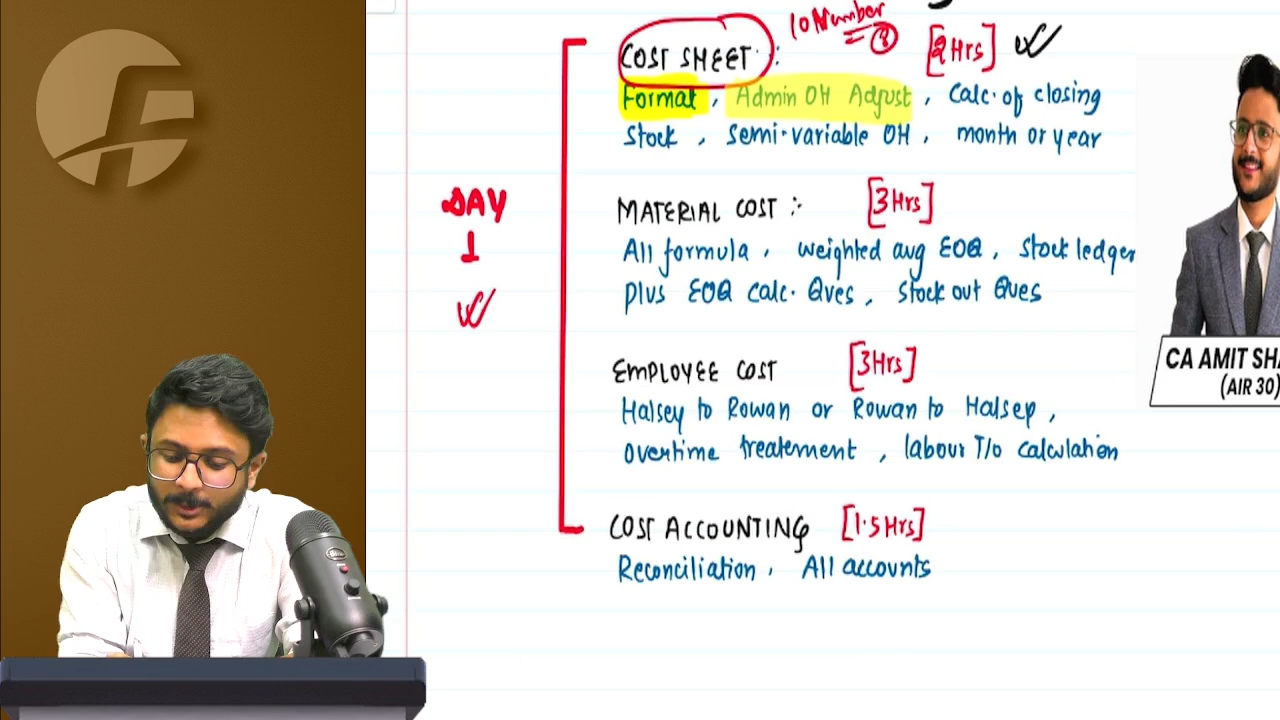 10 Number
COST SHEET : [2Hrs]
Format, Admin OH Adjust, Calc. of closing
Stock, semi-variable OH, month or year
DAY
1
MATERIAL COST :- [3Hrs]
All formula, weighted avg EOQ, Stock ledger
plus EOQ calc. Ques, Stock out Ques
EMPLOYEE COST [3Hrs]
Halsey to Rowan or Rowan to Halsey,
Overtime treatement, labour T/o calculation
COST ACCOUNTING [1.5Hrs]
Reconciliation, All accounts
CA AMIT SHA
(AIR 30)